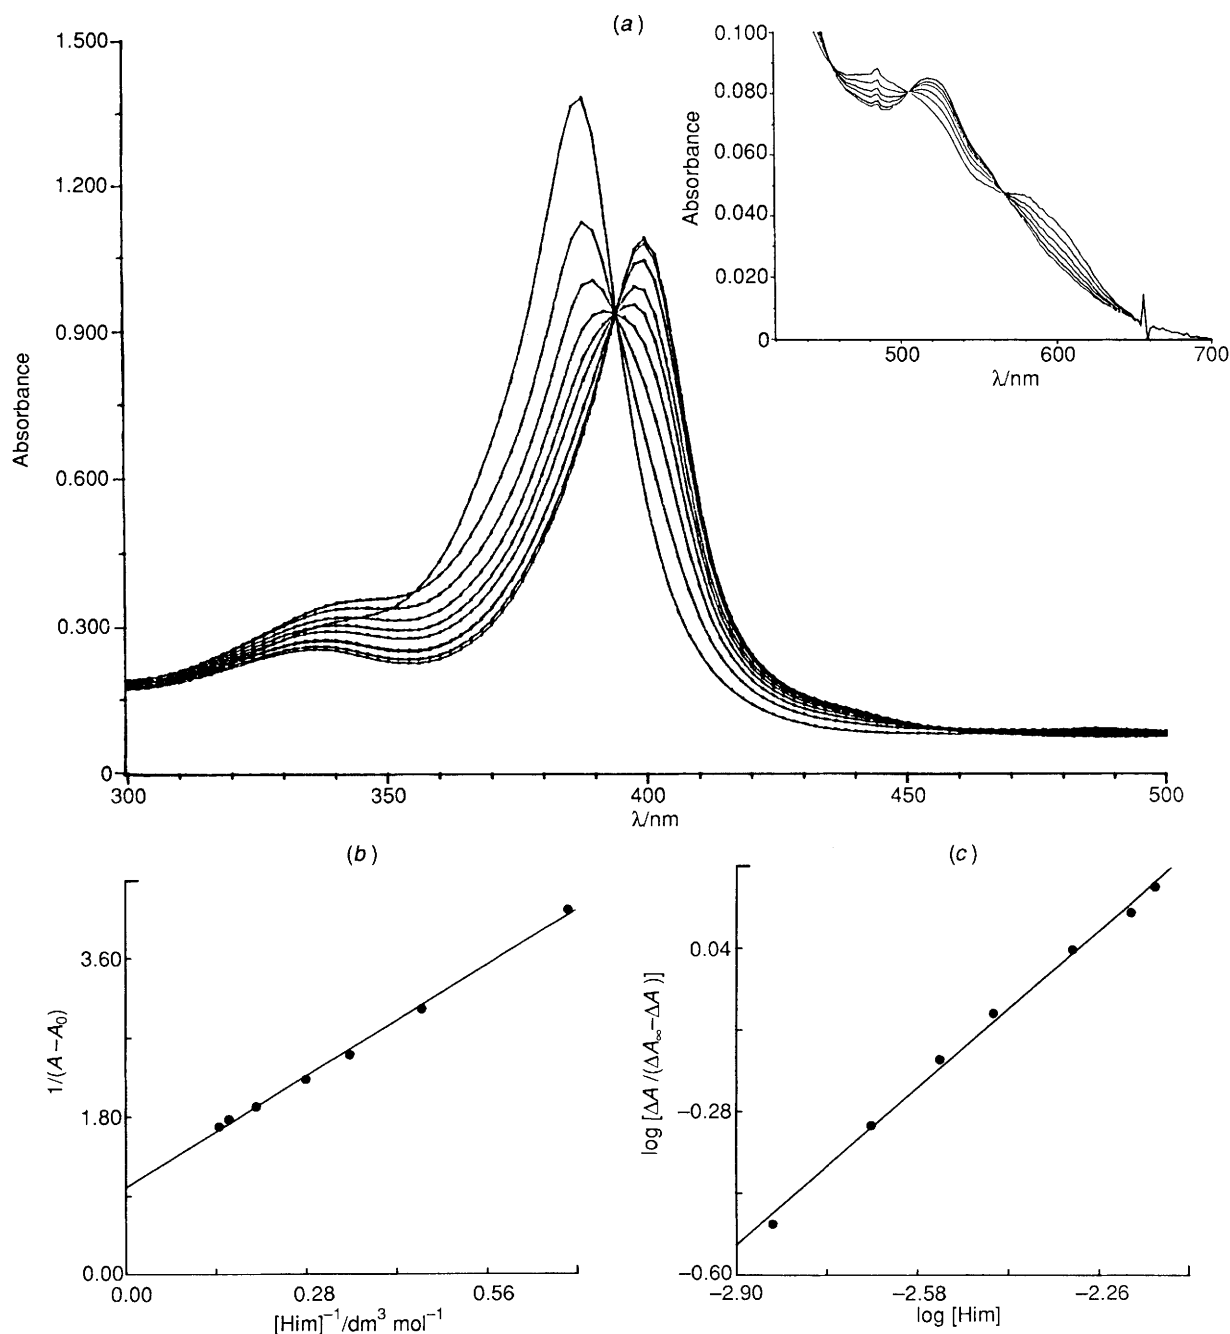 (a)
Absorbance
1.500
1.200
0.900
0.600
0.300
0
300
350
400
450
500
λ/nm
Absorbance
0.100
0.080
0.060
0.040
0.020
0
500
600
700
λ/nm
(b)
1/(A–A₀)
3.60
1.80
0.00
0.00
0.28
0.56
[Him]⁻¹/dm³ mol⁻¹
(c)
log [ΔA /(ΔA∞–ΔA )]
0.04
–0.28
–0.60
–2.90
–2.58
–2.26
log [Him]